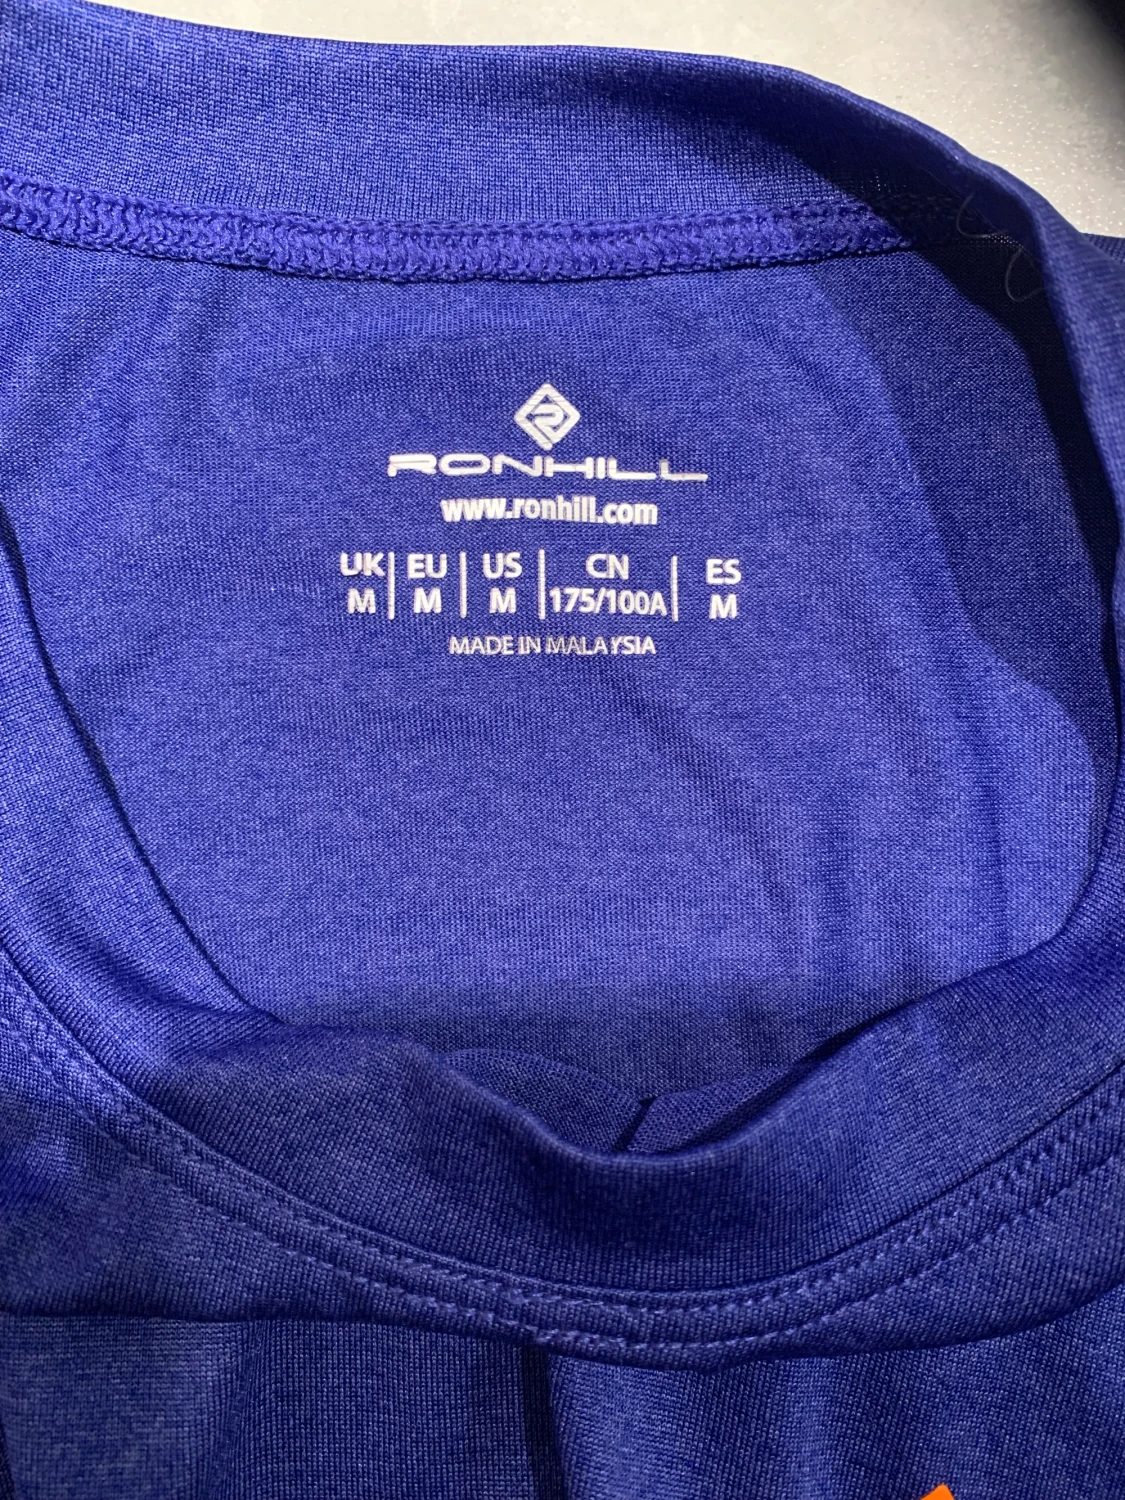 RONHILL
www.ronhill.com
UK EU US CN ES
M M M 175/100A M
MADE IN MALAYSIA